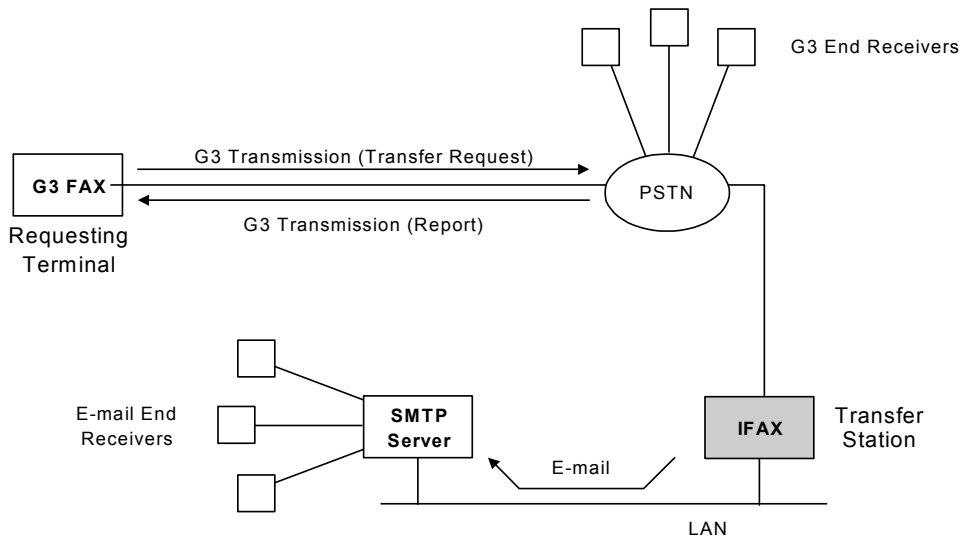 G3 End Receivers
G3 Transmission (Transfer Request)
G3 FAX
PSTN
G3 Transmission (Report)
Requesting
Terminal
E-mail End
Receivers
SMTP
Server
IFAX
Transfer
Station
E-mail
LAN